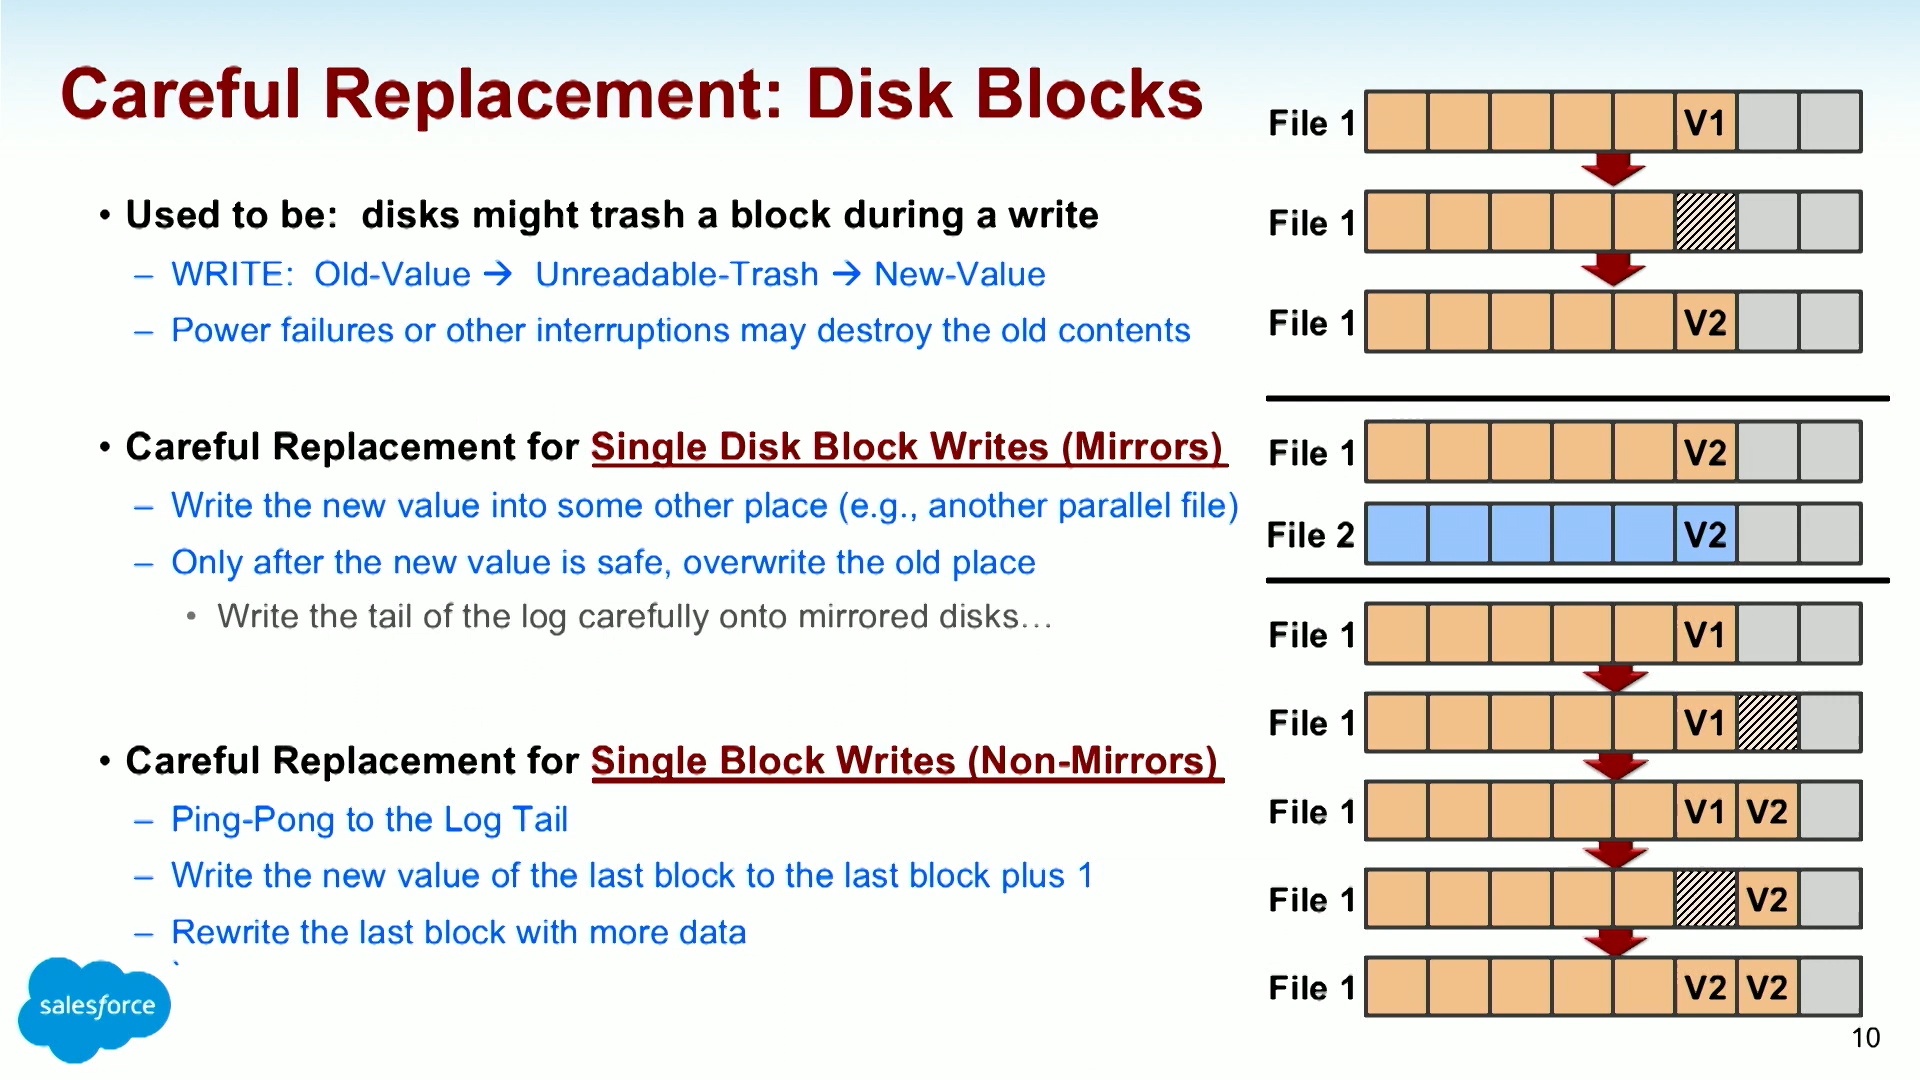 Careful Replacement: Disk Blocks
• Used to be: disks might trash a block during a write
– WRITE: Old-Value → Unreadable-Trash → New-Value
– Power failures or other interruptions may destroy the old contents
• Careful Replacement for Single Disk Block Writes (Mirrors)
– Write the new value into some other place (e.g., another parallel file)
– Only after the new value is safe, overwrite the old place
• Write the tail of the log carefully onto mirrored disks…
• Careful Replacement for Single Block Writes (Non-Mirrors)
– Ping-Pong to the Log Tail
– Write the new value of the last block to the last block plus 1
– Rewrite the last block with more data
salesforce
File 1 V1
File 1
File 1 V2
File 1 V2
File 2 V2
File 1 V1
File 1 V1
File 1 V1 V2
File 1 V2
File 1 V2 V2
10